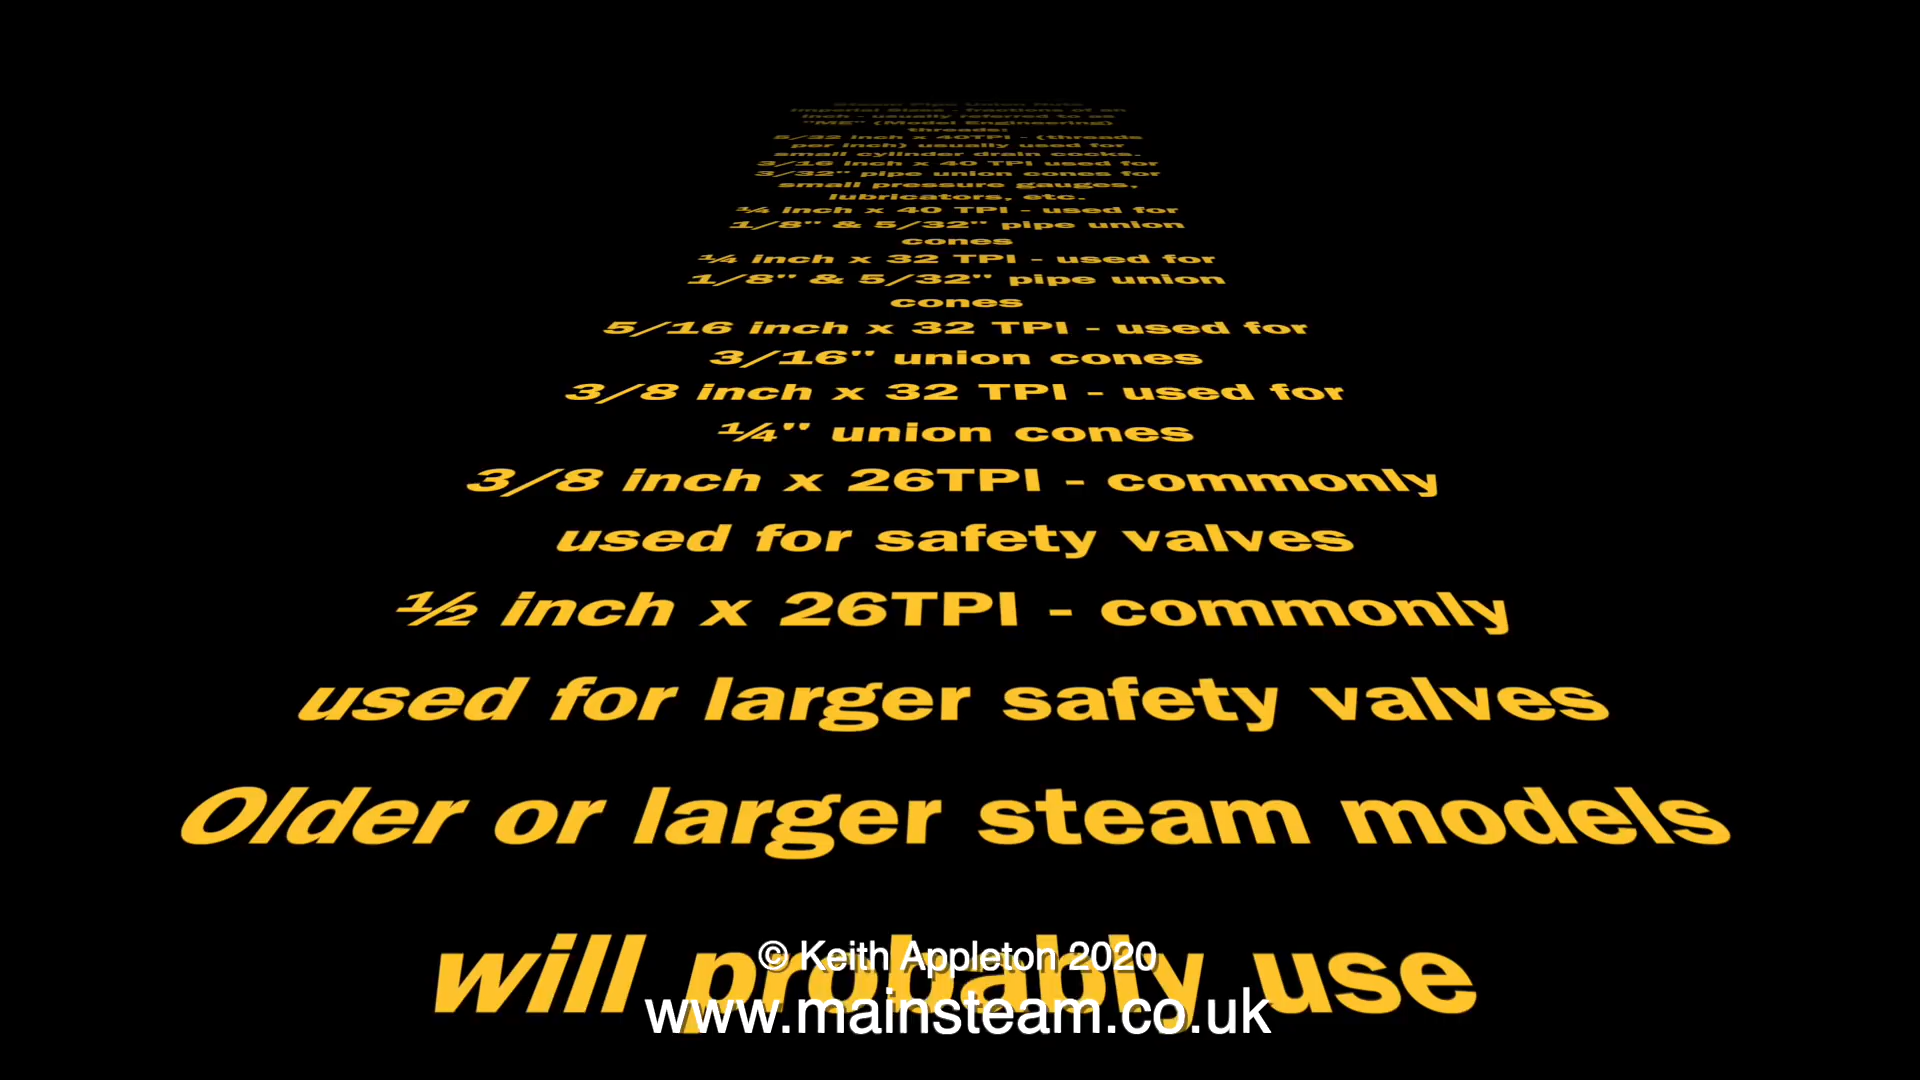 Steam Pipe Union Nuts
Imperial Sizes - fractions of an
inch - usually referred to as
"ME" (Model Engineering)
threads:
5/32 inch x 40TPI - (threads
per inch) usually used for
small cylinder drain cocks.
3/16 inch x 40 TPI used for
3/32" pipe union cones for
small pressure gauges,
lubricators, etc.
¼ inch x 40 TPI - used for
1/8" & 5/32" pipe union
cones
¼ inch x 32 TPI - used for
1/8" & 5/32" pipe union
cones
5/16 inch x 32 TPI - used for
3/16" union cones
3/8 inch x 32 TPI - used for
¼" union cones
3/8 inch x 26TPI - commonly
used for safety valves
½ inch x 26TPI - commonly
used for larger safety valves
Older or larger steam models
will probably use
© Keith Appleton 2020
www.mainsteam.co.uk